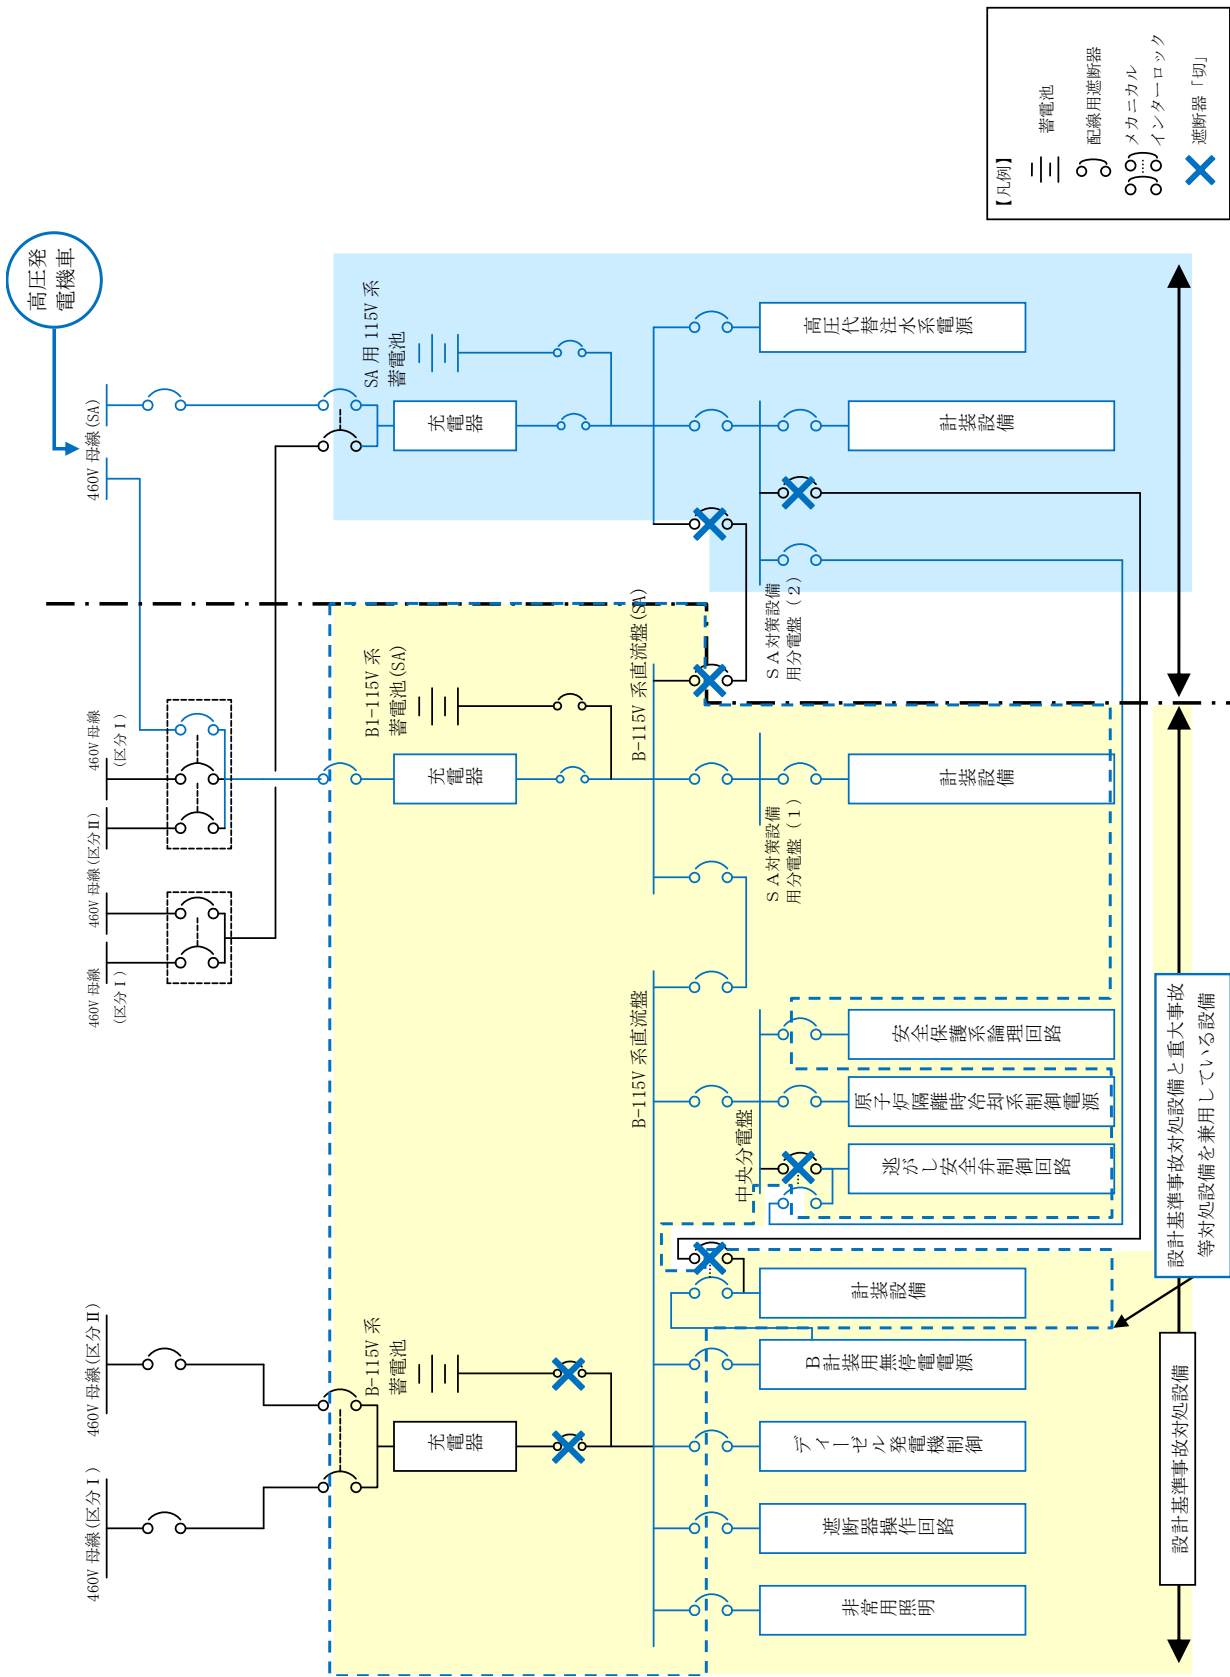 460V 母線(区分Ⅰ)
460V 母線(区分Ⅱ)
460V 母線
(区分Ⅰ)
460V 母線(区分Ⅱ)
460V 母線
(区分Ⅰ)
460V 母線(SA)
高圧発
電機車
B-115V 系
蓄電池
充電器
B1-115V 系
蓄電池(SA)
充電器
SA 用 115V 系
蓄電池
充電器
B-115V 系直流盤
B-115V 系直流盤(SA)
中央分電盤
SA対策設備
用分電盤(1)
SA対策設備
用分電盤(2)
非常用照明
遮断器操作回路
ディーゼル発電機制御
B計装用無停電電源
計装設備
逃がし安全弁制御回路
原子炉隔離時冷却系制御電源
安全保護系論理回路
計装設備
計装設備
高圧代替注水系電源
設計基準事故対処設備
設計基準事故対処設備と重大事故
等対処設備を兼用している設備
【凡例】
蓄電池
配線用遮断器
メカニカル
インターロック
遮断器「切」